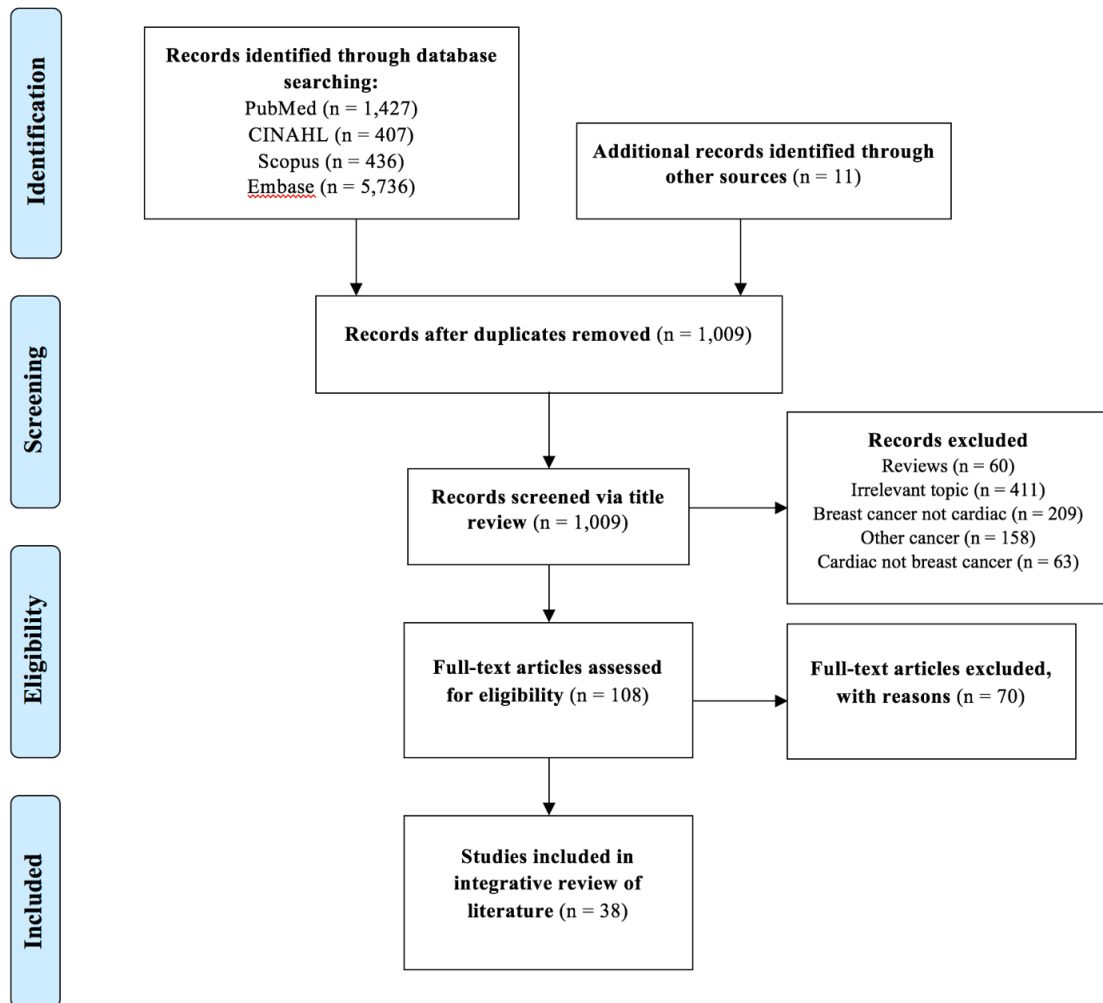 Identification
Records identified through database
searching:
PubMed (n = 1,427)
CINAHL (n = 407)
Scopus (n = 436)
Embase (n = 5,736)
Additional records identified through
other sources (n = 11)
Screening
Records after duplicates removed (n = 1,009)
Records screened via title
review (n = 1,009)
Records excluded
Reviews (n = 60)
Irrelevant topic (n = 411)
Breast cancer not cardiac (n = 209)
Other cancer (n = 158)
Cardiac not breast cancer (n = 63)
Eligibility
Full-text articles assessed
for eligibility (n = 108)
Full-text articles excluded,
with reasons (n = 70)
Included
Studies included in
integrative review of
literature (n = 38)